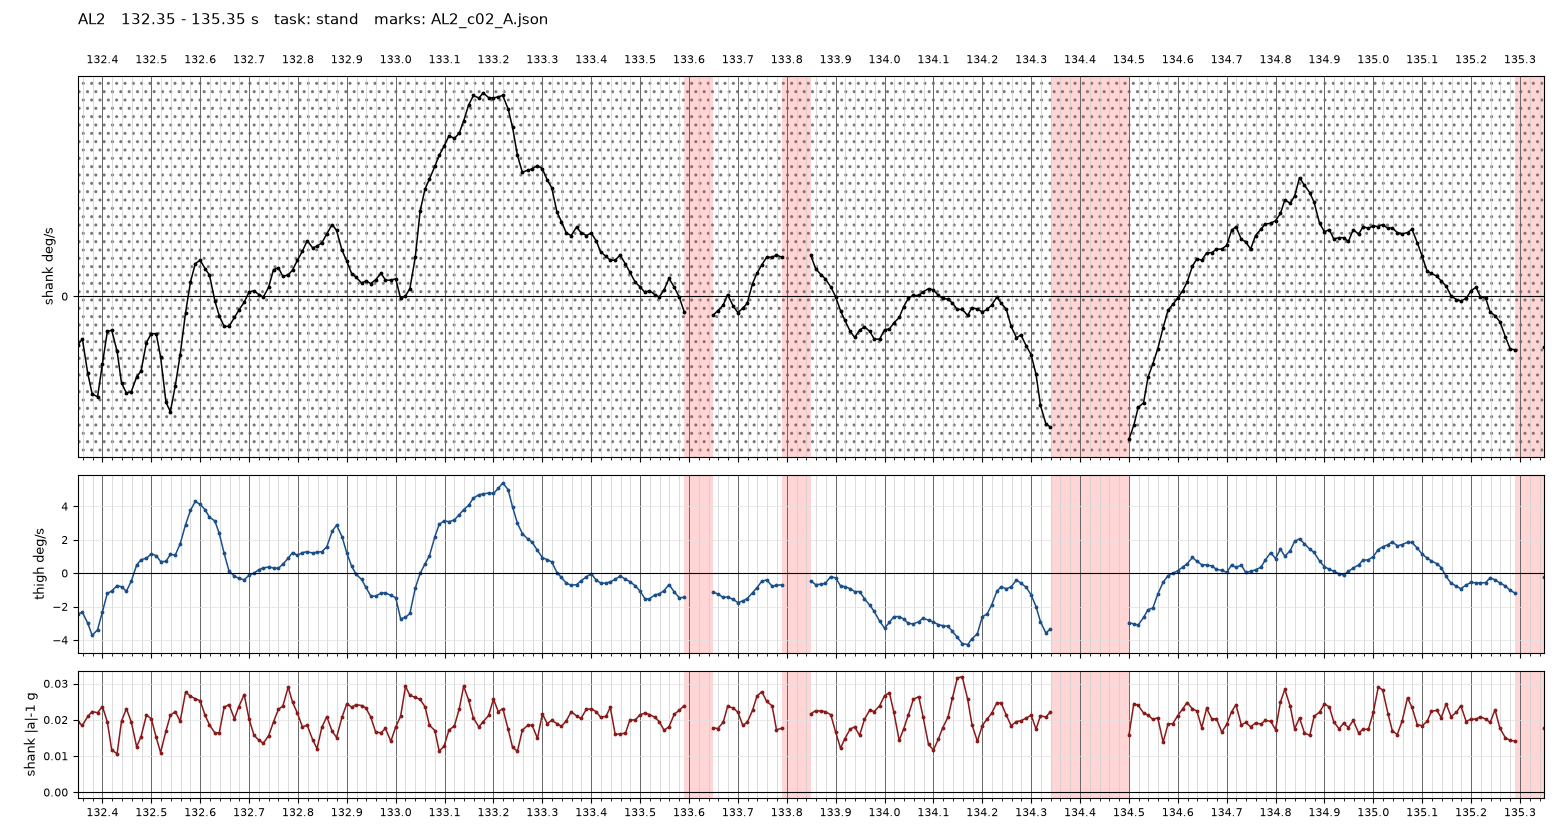 AL2   132.35 - 135.35 s   task: stand   marks: AL2_c02_A.json
132.4 132.5 132.6 132.7 132.8 132.9 133.0 133.1 133.2 133.3 133.4 133.5 133.6 133.7 133.8 133.9 134.0 134.1 134.2 134.3 134.4 134.5 134.6 134.7 134.8 134.9 135.0 135.1 135.2 135.3
shank deg/s
0
thigh deg/s
4
2
0
−2
−4
shank |a|-1 g
0.03
0.02
0.01
0.00
132.4 132.5 132.6 132.7 132.8 132.9 133.0 133.1 133.2 133.3 133.4 133.5 133.6 133.7 133.8 133.9 134.0 134.1 134.2 134.3 134.4 134.5 134.6 134.7 134.8 134.9 135.0 135.1 135.2 135.3